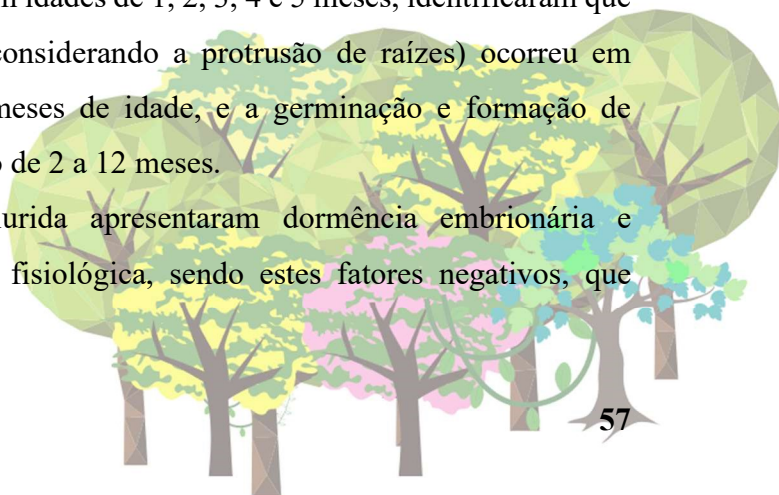 m idades de 1, 2, 3, 4 e 5 meses, identificaram que
considerando a protrusão de raízes) ocorreu em
meses de idade, e a germinação e formação de
o de 2 a 12 meses.
lurida apresentaram dormência embrionária e
fisiológica, sendo estes fatores negativos, que
57